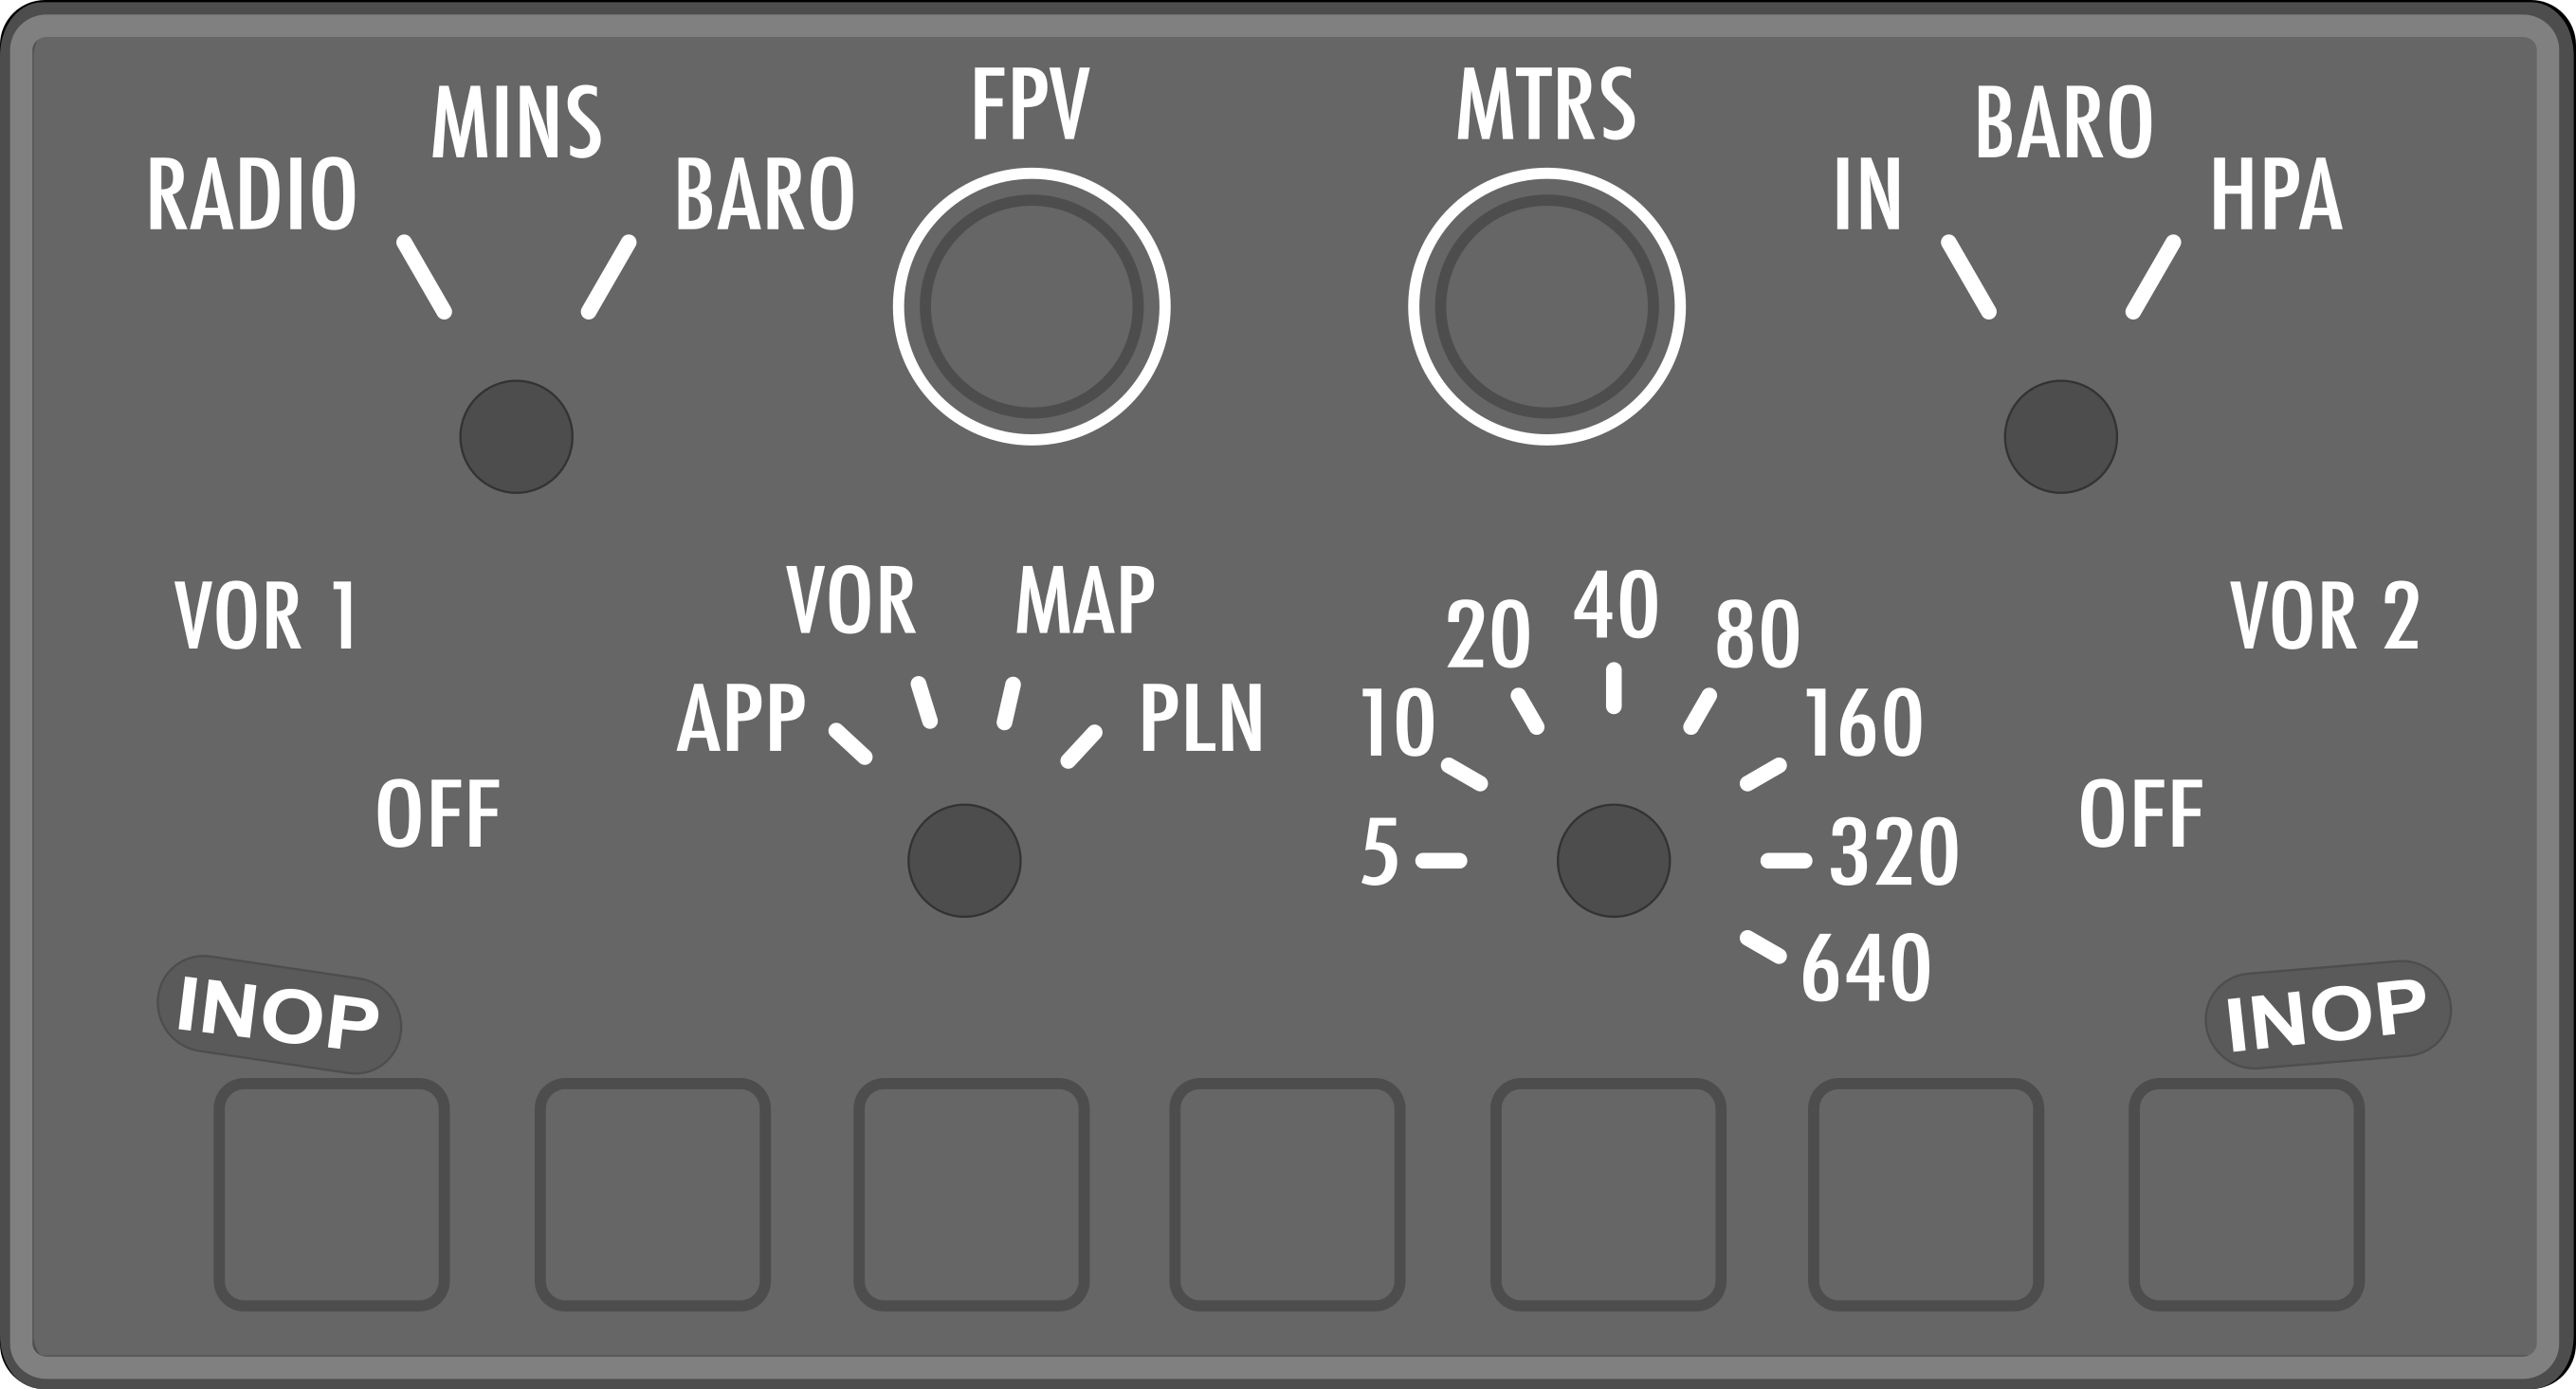 FPV
MTRS
MINS
BARO
RADIO
BARO
IN
HPA
VOR
MAP
40
VOR 1
20
80
VOR 2
APP
PLN
10
160
OFF
5
320
OFF
640
INOP
INOP